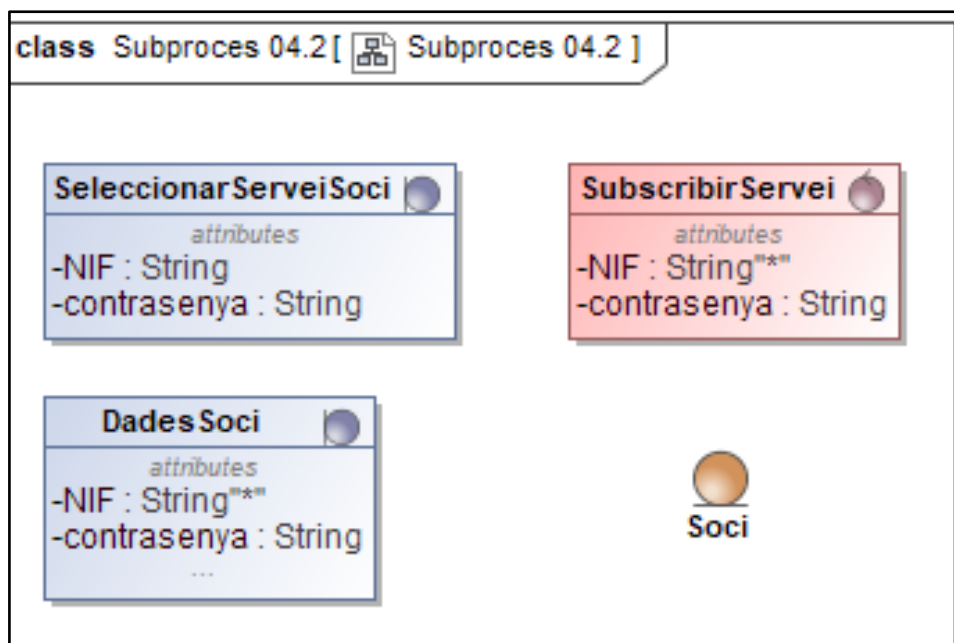 class Subproces 04.2[ Subproces 04.2 ]
SeleccionarServeiSoci
attributes
-NIF : String
-contrasenya : String
SubscribirServei
attributes
-NIF : String"*"
-contrasenya : String
DadesSoci
attributes
-NIF : String"*"
-contrasenya : String
...
Soci